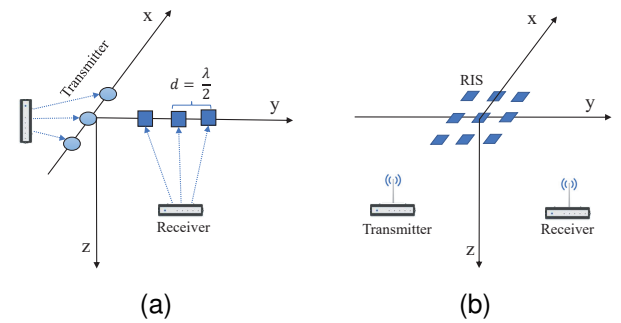 x
Transmitter
d = λ/2
y
Receiver
z
(a)
x
RIS
y
Transmitter
Receiver
z
(b)